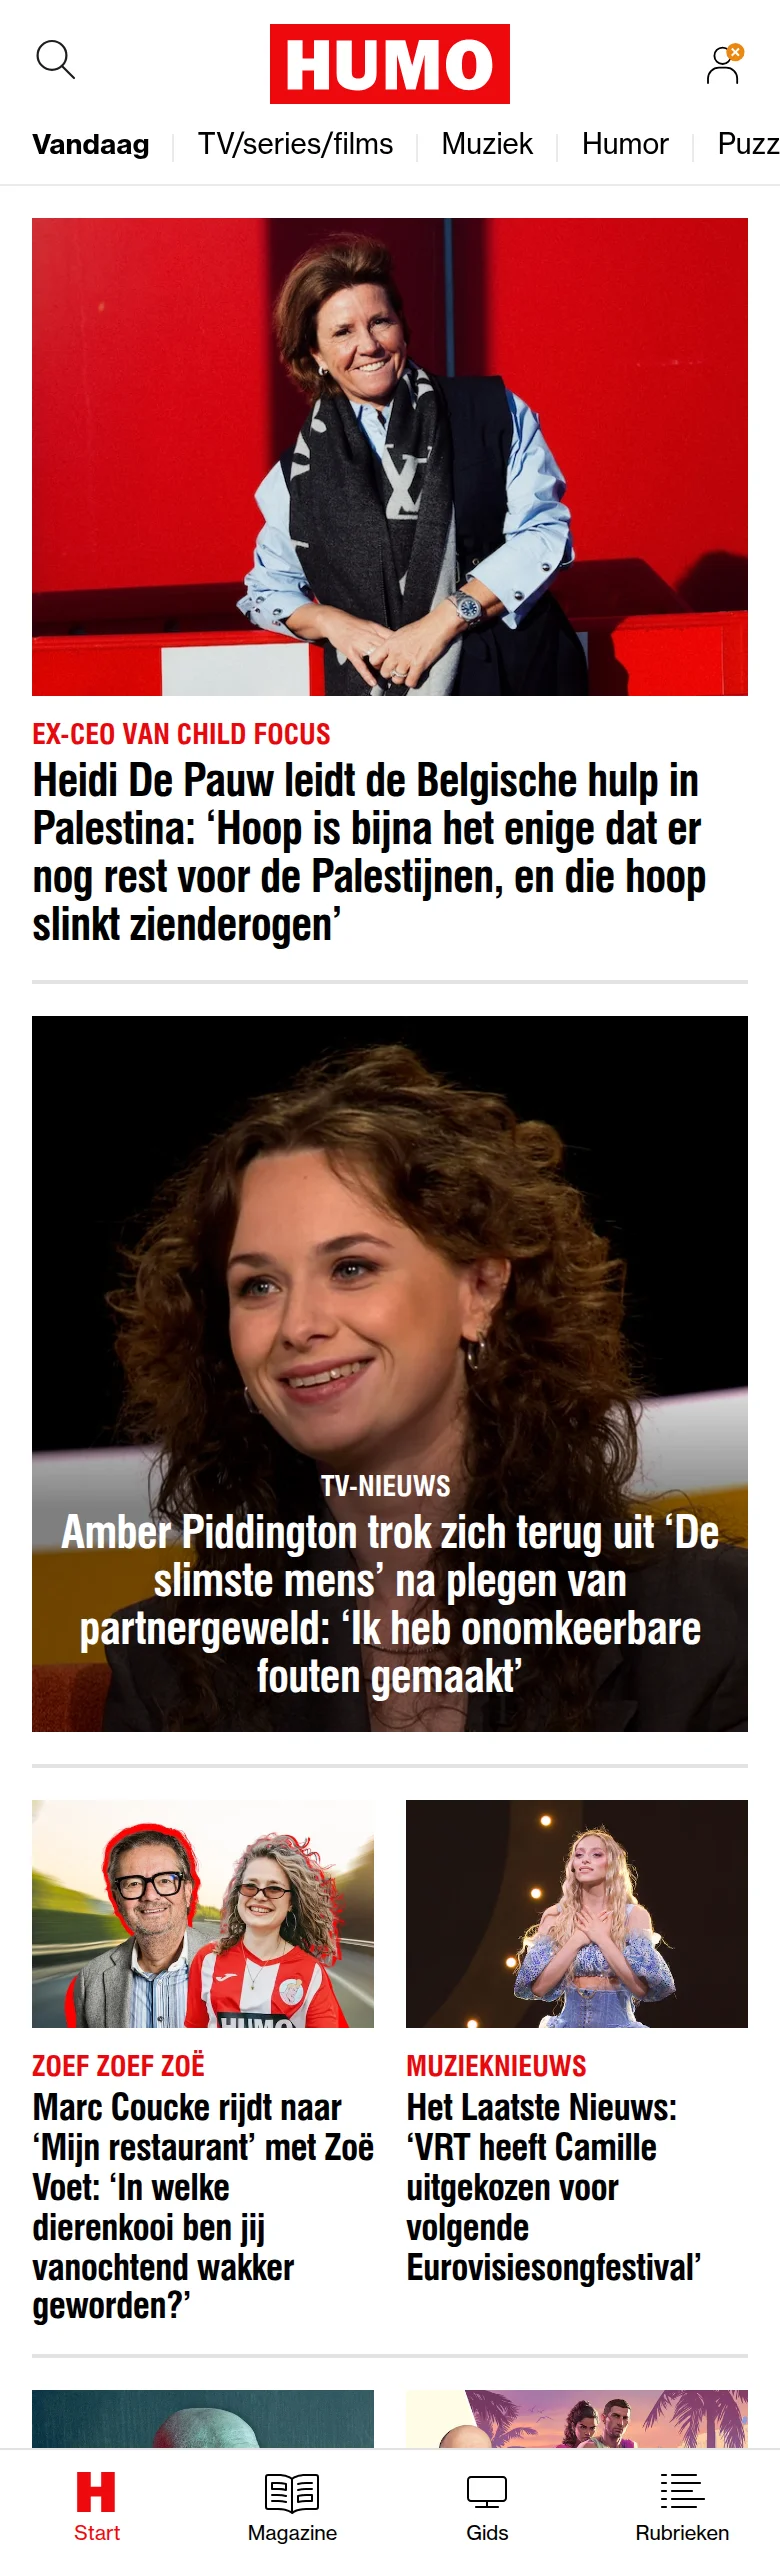 HUMO
Vandaag
TV/series/films
Muziek
Humor
Puzz
EX-CEO VAN CHILD FOCUS
Heidi De Pauw leidt de Belgische hulp in
Palestina: ‘Hoop is bijna het enige dat er
nog rest voor de Palestijnen, en die hoop
slinkt zienderogen’
TV-NIEUWS
Amber Piddington trok zich terug uit ‘De
slimste mens’ na plegen van
partnergeweld: ‘Ik heb onomkeerbare
fouten gemaakt’
HUMO
ZOEF ZOEF ZOË
Marc Coucke rijdt naar
‘Mijn restaurant’ met Zoë
Voet: ‘In welke
dierenkooi ben jij
vanochtend wakker
geworden?’
MUZIEKNIEUWS
Het Laatste Nieuws:
‘VRT heeft Camille
uitgekozen voor
volgende
Eurovisiesongfestival’
H
Start
Magazine
Gids
Rubrieken